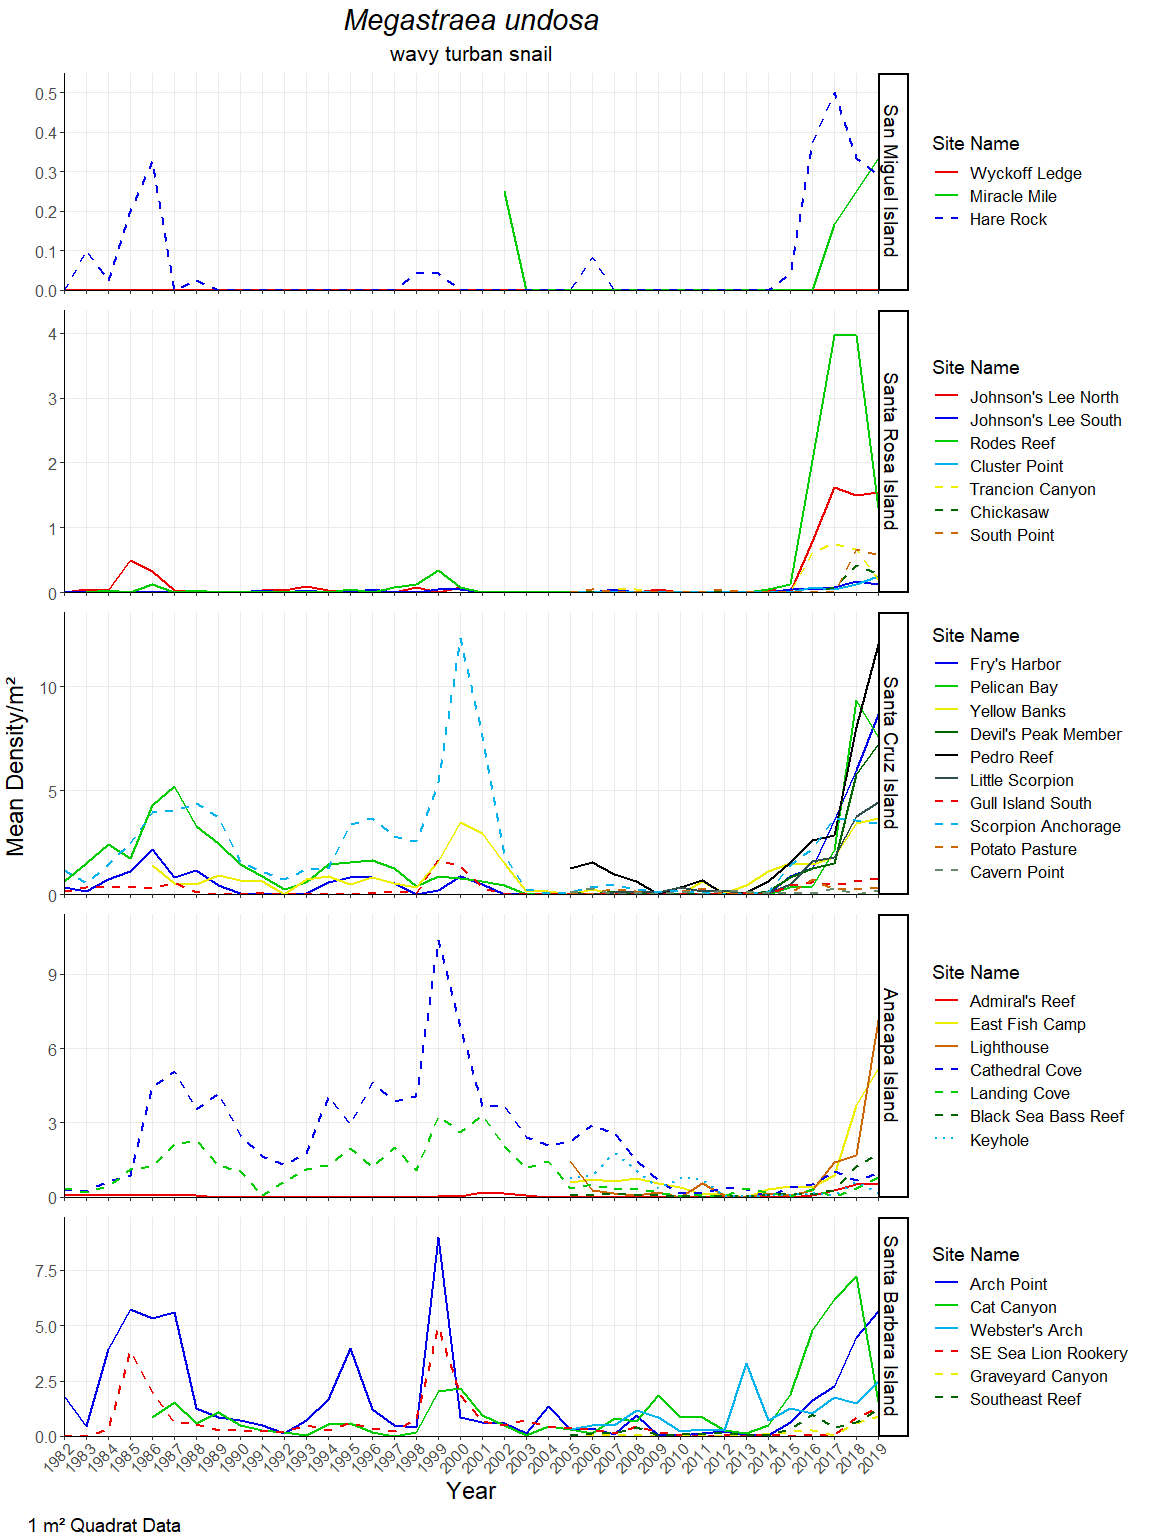 Megastraea undosa
wavy turban snail
Mean Density/m²
0.5
0.4
0.3
0.2
0.1
0.0
San Miguel Island
Site Name
Wyckoff Ledge
Miracle Mile
Hare Rock
4
3
2
1
0
Santa Rosa Island
Site Name
Johnson's Lee North
Johnson's Lee South
Rodes Reef
Cluster Point
Trancion Canyon
Chickasaw
South Point
10
5
0
Santa Cruz Island
Site Name
Fry's Harbor
Pelican Bay
Yellow Banks
Devil's Peak Member
Pedro Reef
Little Scorpion
Gull Island South
Scorpion Anchorage
Potato Pasture
Cavern Point
9
6
3
0
Anacapa Island
Site Name
Admiral's Reef
East Fish Camp
Lighthouse
Cathedral Cove
Landing Cove
Black Sea Bass Reef
Keyhole
7.5
5.0
2.5
0.0
Santa Barbara Island
Site Name
Arch Point
Cat Canyon
Webster's Arch
SE Sea Lion Rookery
Graveyard Canyon
Southeast Reef
1982 1983 1984 1985 1986 1987 1988 1989 1990 1991 1992 1993 1994 1995 1996 1997 1998 1999 2000 2001 2002 2003 2004 2005 2006 2007 2008 2009 2010 2011 2012 2013 2014 2015 2016 2017 2018 2019
Year
1 m² Quadrat Data